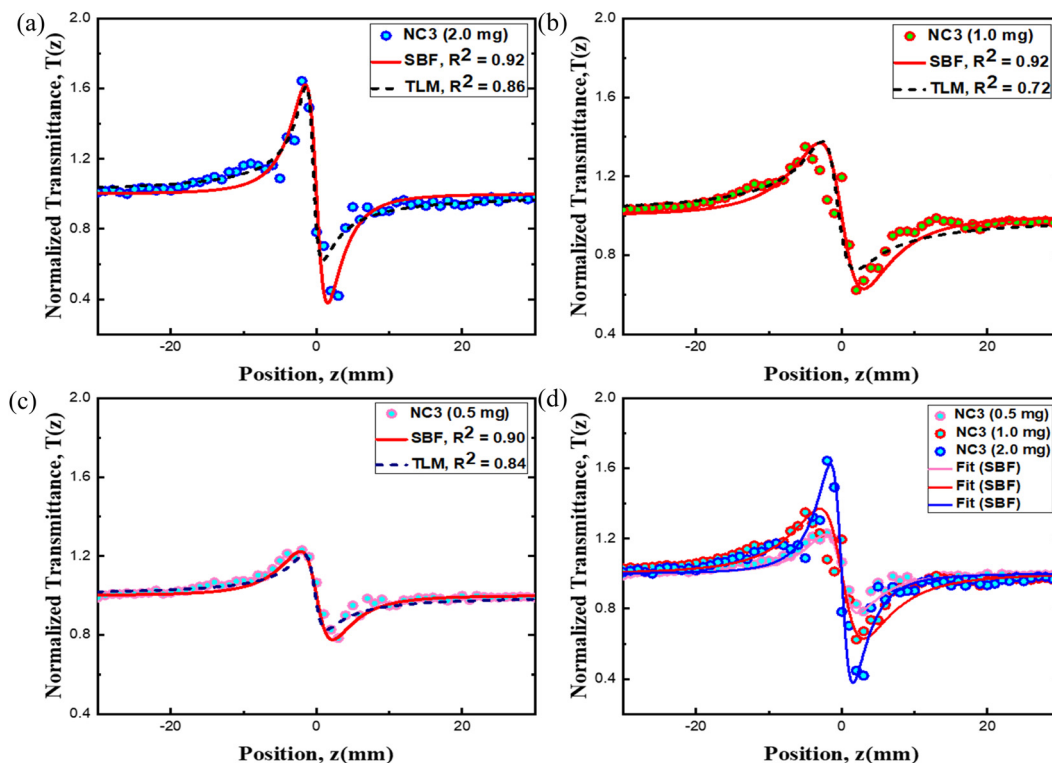 (a)
NC3 (2.0 mg)
SBF, R2 = 0.92
TLM, R2 = 0.86
2.0
1.6
1.2
0.8
0.4
Normalized Transmittance, T(z)
-20
0
20
Position, z(mm)
(b)
NC3 (1.0 mg)
SBF, R2 = 0.92
TLM, R2 = 0.72
2.0
1.6
1.2
0.8
0.4
Normalized Transmittance, T(z)
-20
0
20
Position, z(mm)
(c)
NC3 (0.5 mg)
SBF, R2 = 0.90
TLM, R2 = 0.84
2.0
1.6
1.2
0.8
0.4
Normalized Transmittance, T(z)
-20
0
20
Position, z(mm)
(d)
NC3 (0.5 mg)
NC3 (1.0 mg)
NC3 (2.0 mg)
Fit (SBF)
Fit (SBF)
Fit (SBF)
2.0
1.6
1.2
0.8
0.4
Normalized Transmittance, T(z)
-20
0
20
Position, z(mm)